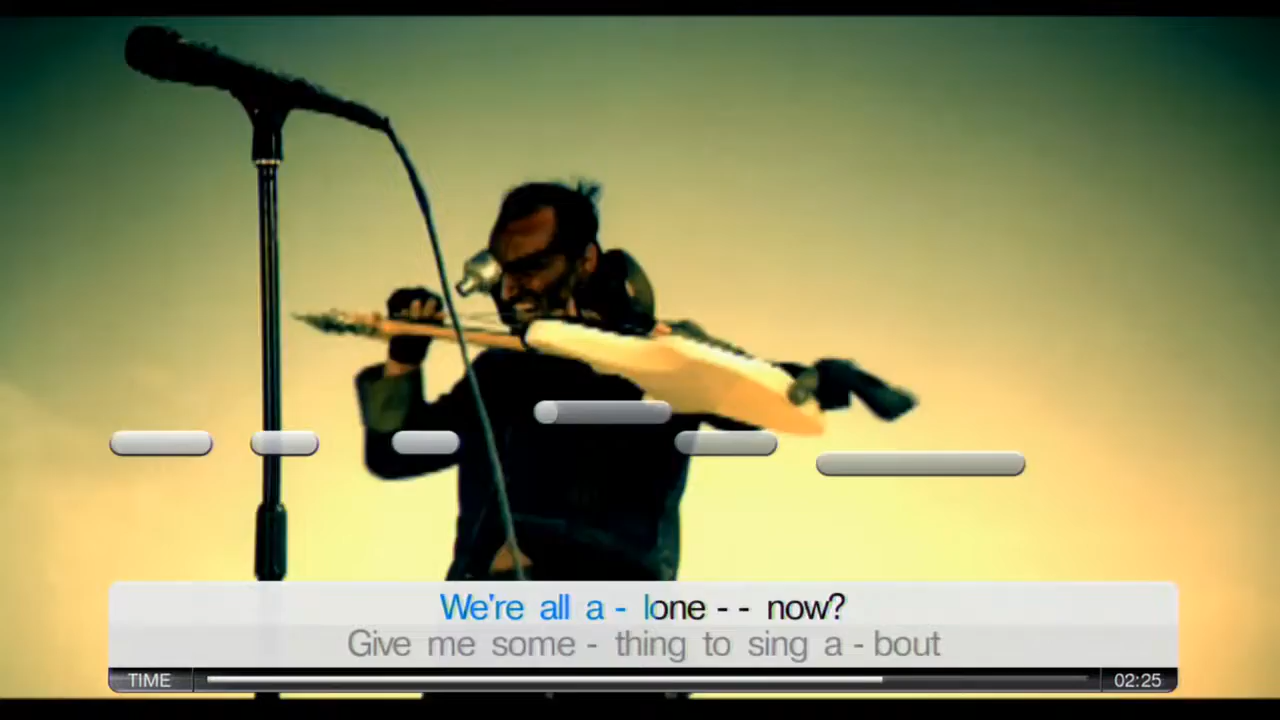 We're all a - lone - - now?
Give me some - thing to sing a - bout
TIME
02:25